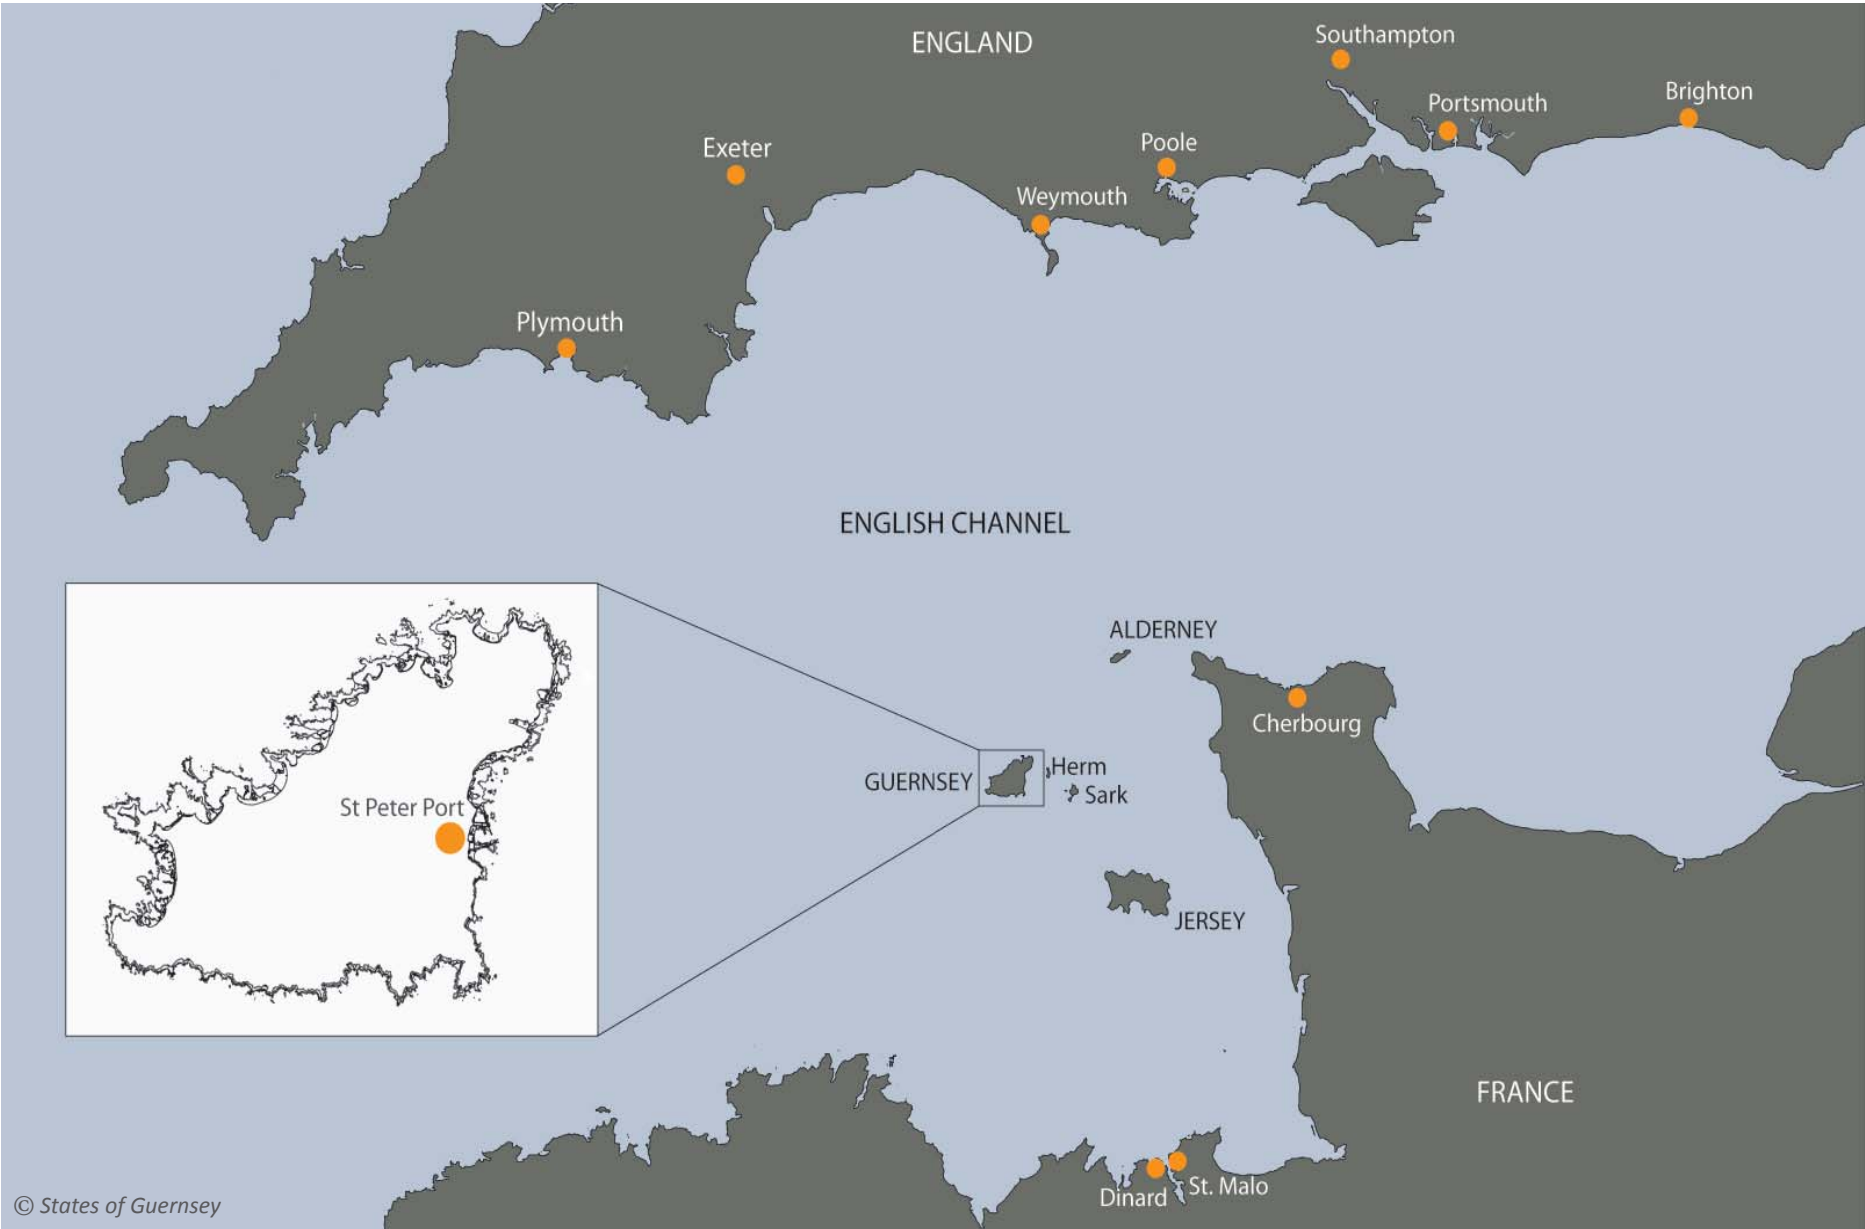 ENGLAND
Southampton
Brighton
Portsmouth
Poole
Exeter
Weymouth
Plymouth
ENGLISH CHANNEL
ALDERNEY
Cherbourg
Herm
GUERNSEY
Sark
St Peter Port
JERSEY
FRANCE
St. Malo
Dinard
© States of Guernsey